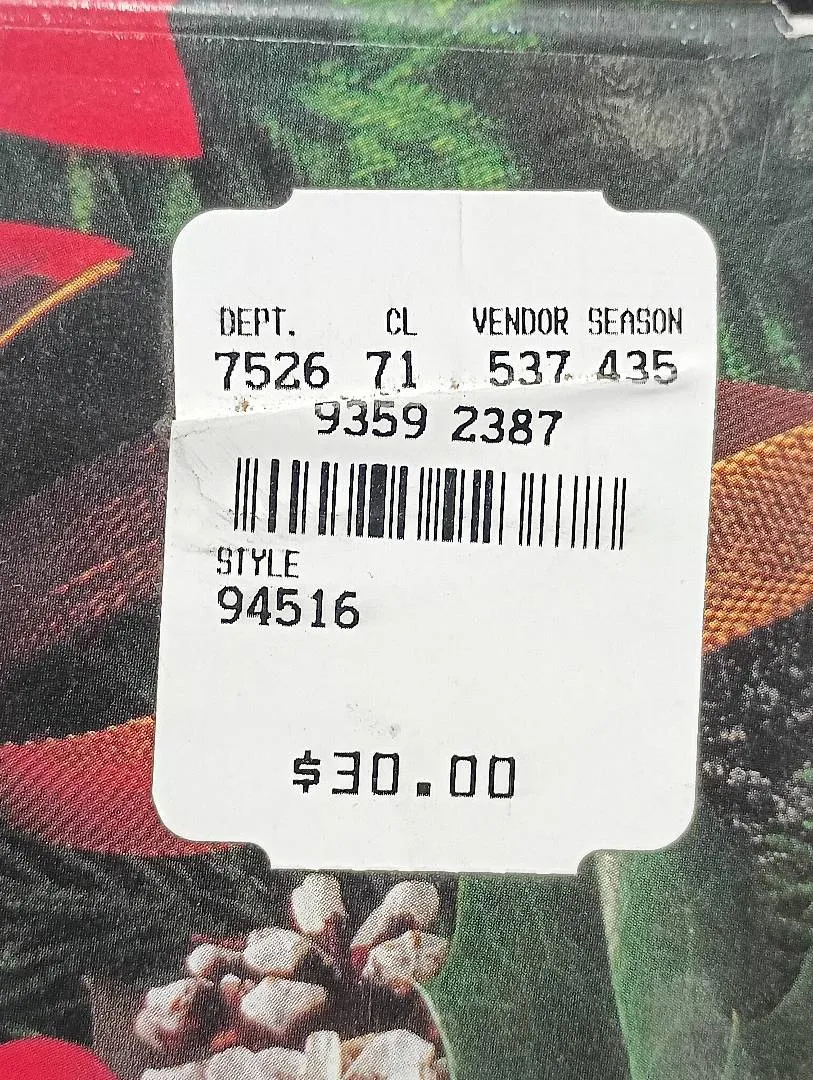 DEPT. CL VENDOR SEASON
7526 71 537 435
9359 2387
STYLE
94516
$30.00